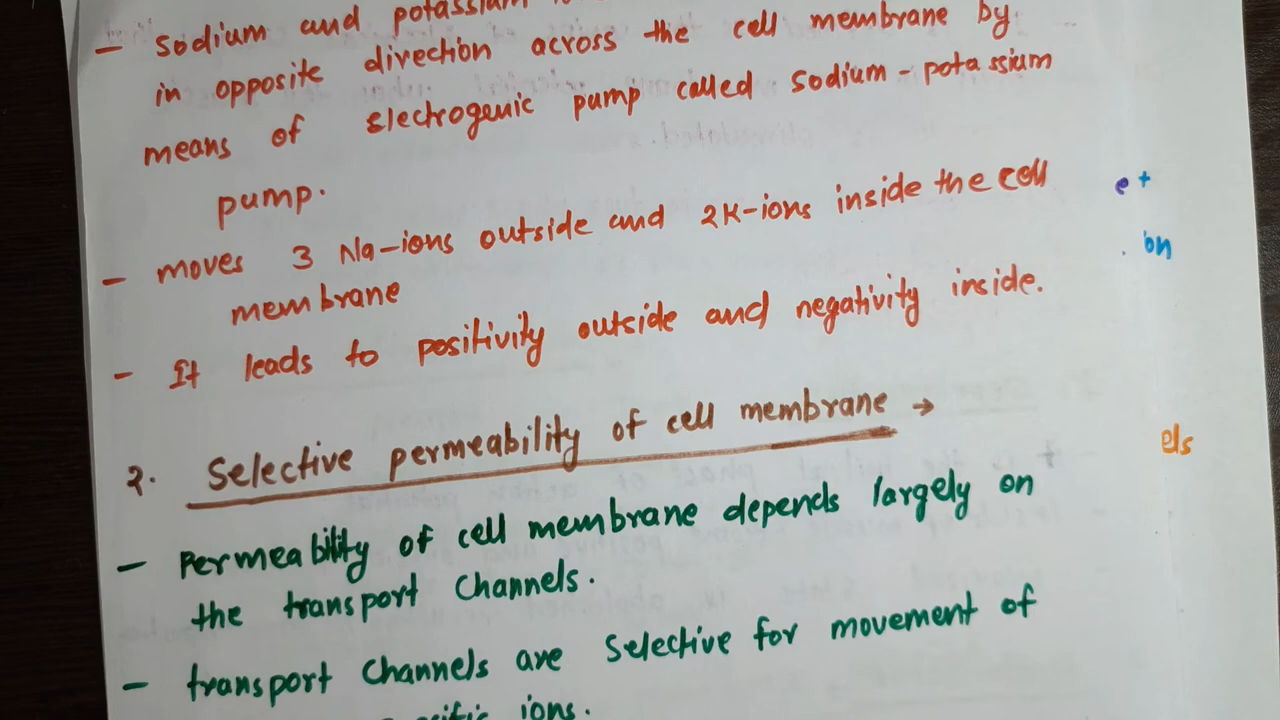 - Sodium and potassium
in opposite direction across the cell membrane by
means of Electrogenic pump called Sodium - potassium
pump.
- moves 3 Na-ions outside and 2K-ions inside the cell
membrane
- It leads to positivity outside and negativity inside.
2. Selective permeability of cell membrane →
- Permeability of cell membrane depends largely on
the transport Channels.
- transport Channels are Selective for movement of
ions.
e+
on
els